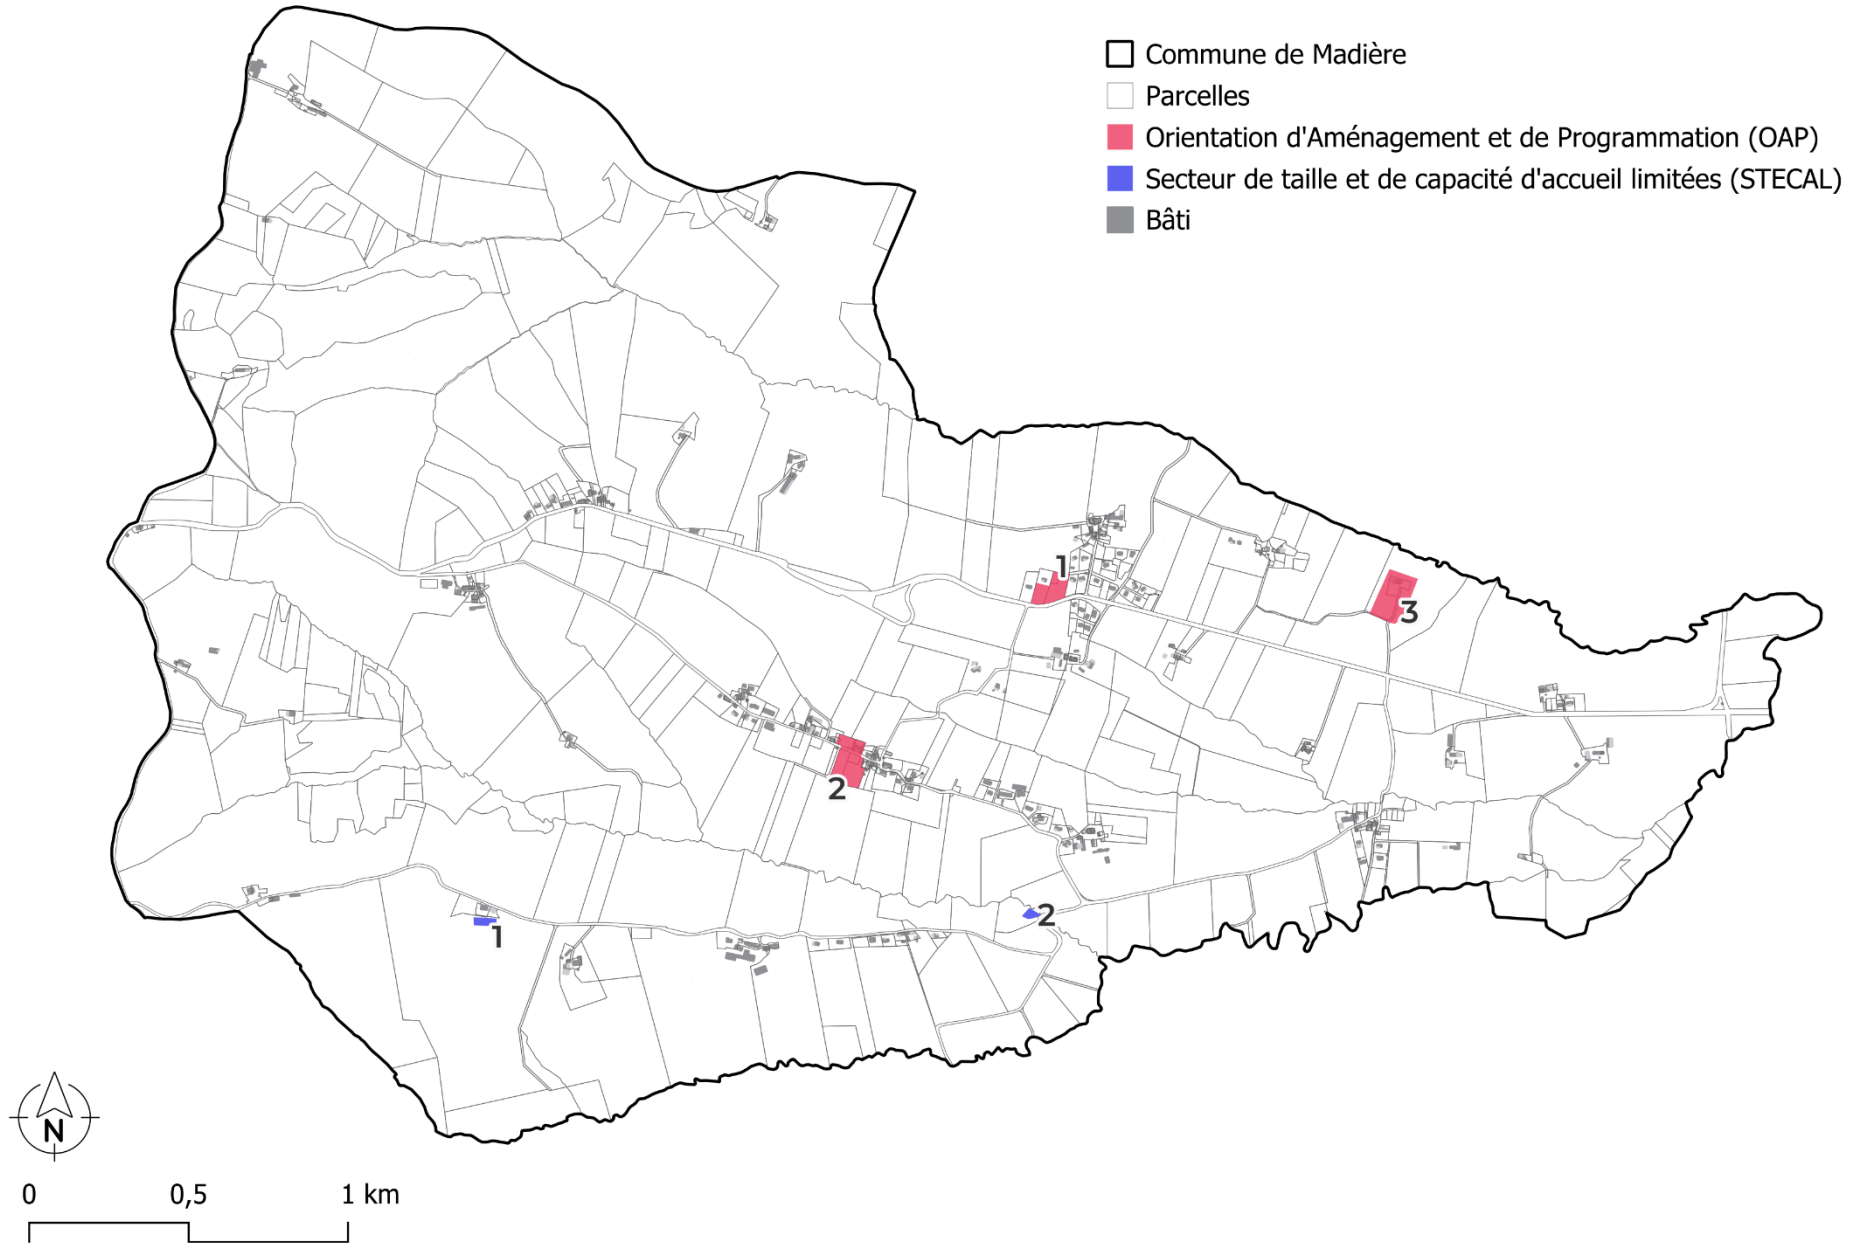 Commune de Madière
Parcelles
Orientation d'Aménagement et de Programmation (OAP)
Secteur de taille et de capacité d'accueil limitées (STECAL)
Bâti
1
3
2
2
1
N
0 0,5 1 km